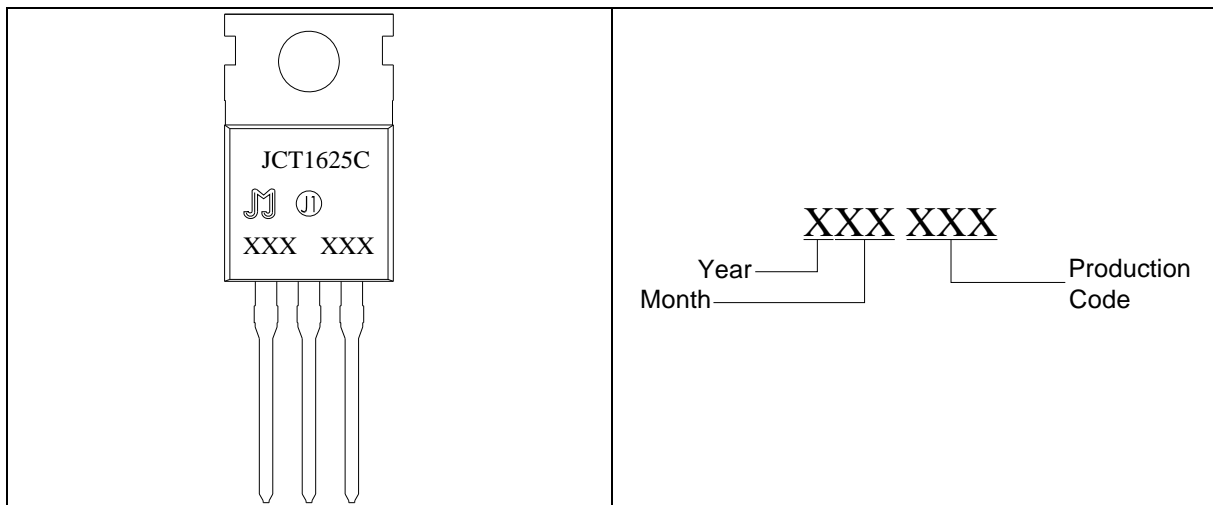 JCT1625C
J1
XXX XXX
XXX XXX
Year
Month
Production
Code